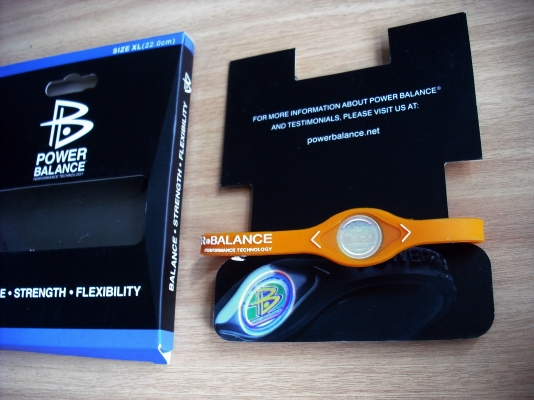 SIZE XL(22.0cm)
POWER
BALANCE
PERFORMANCE TECHNOLOGY
BALANCE • STRENGTH • FLEXIBILITY
E • STRENGTH • FLEXIBILITY
FOR MORE INFORMATION ABOUT POWER BALANCE®
AND TESTIMONIALS, PLEASE VISIT US AT:
powerbalance.net
R BALANCE
PERFORMANCE TECHNOLOGY